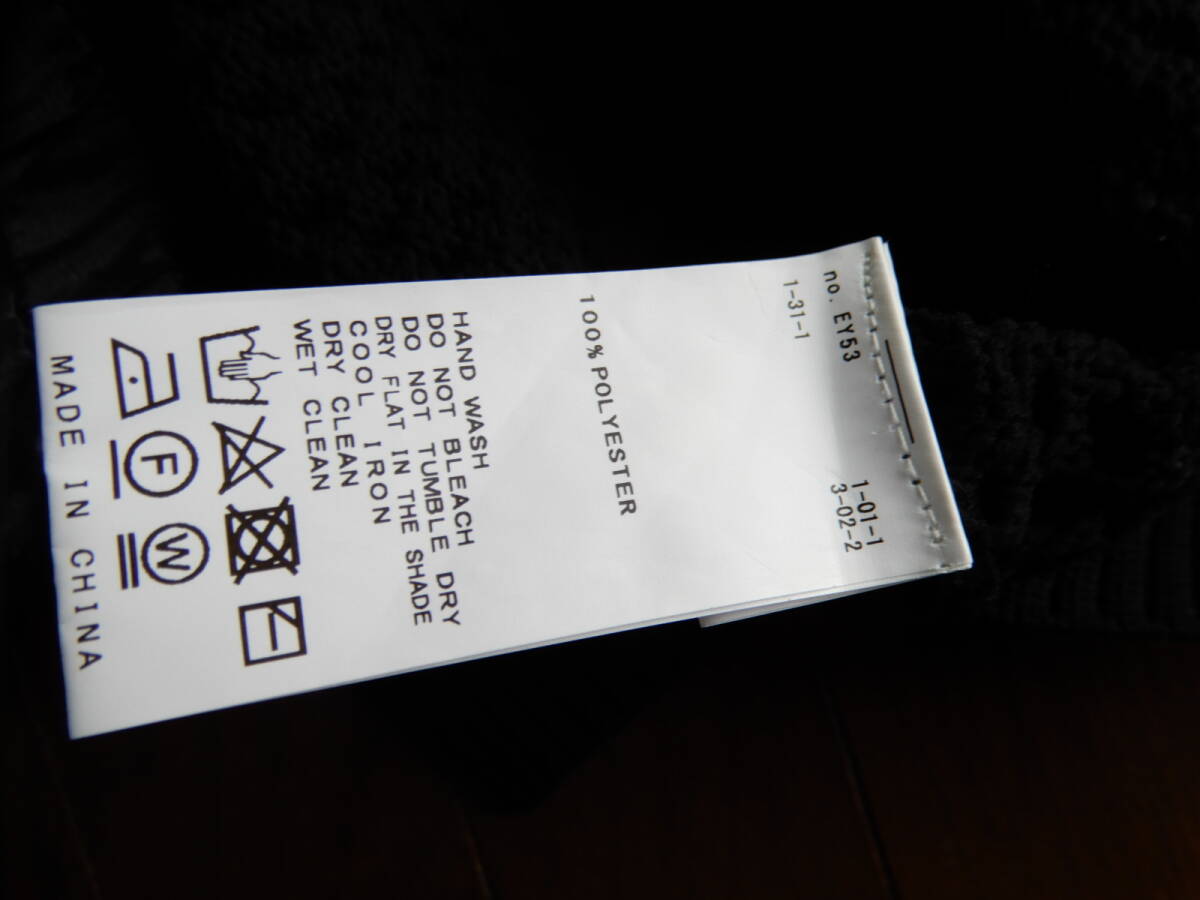 no. EY53
1-01-1
3-02-2
1-31-1
100% POLYESTER
HAND WASH
DO NOT BLEACH
DO NOT TUMBLE DRY
DRY FLAT IN THE SHADE
COOL IRON
DRY CLEAN
WET CLEAN
F
W
MADE IN CHINA